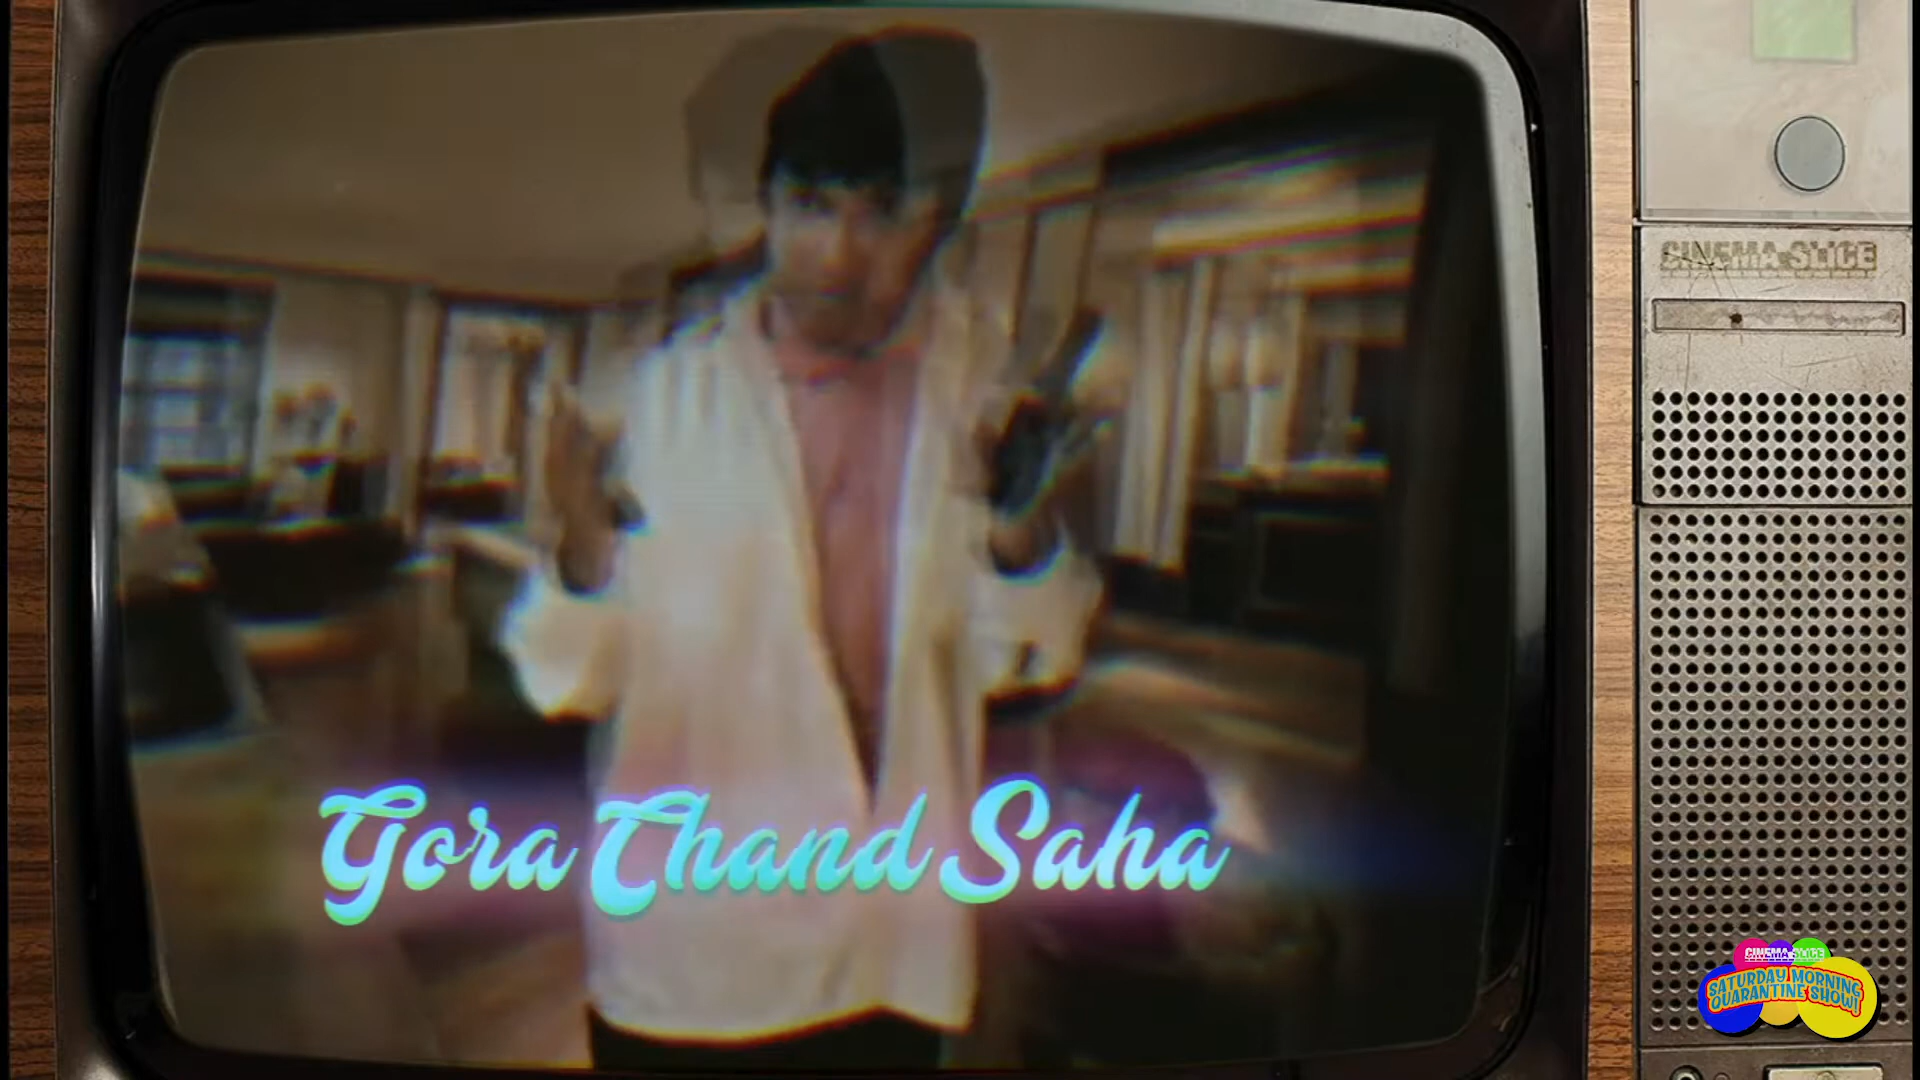 CINEMA SLICE
Gora Chand Saha
CINEMA SLICE
SATURDAY MORNING
QUARANTINE SHOW!